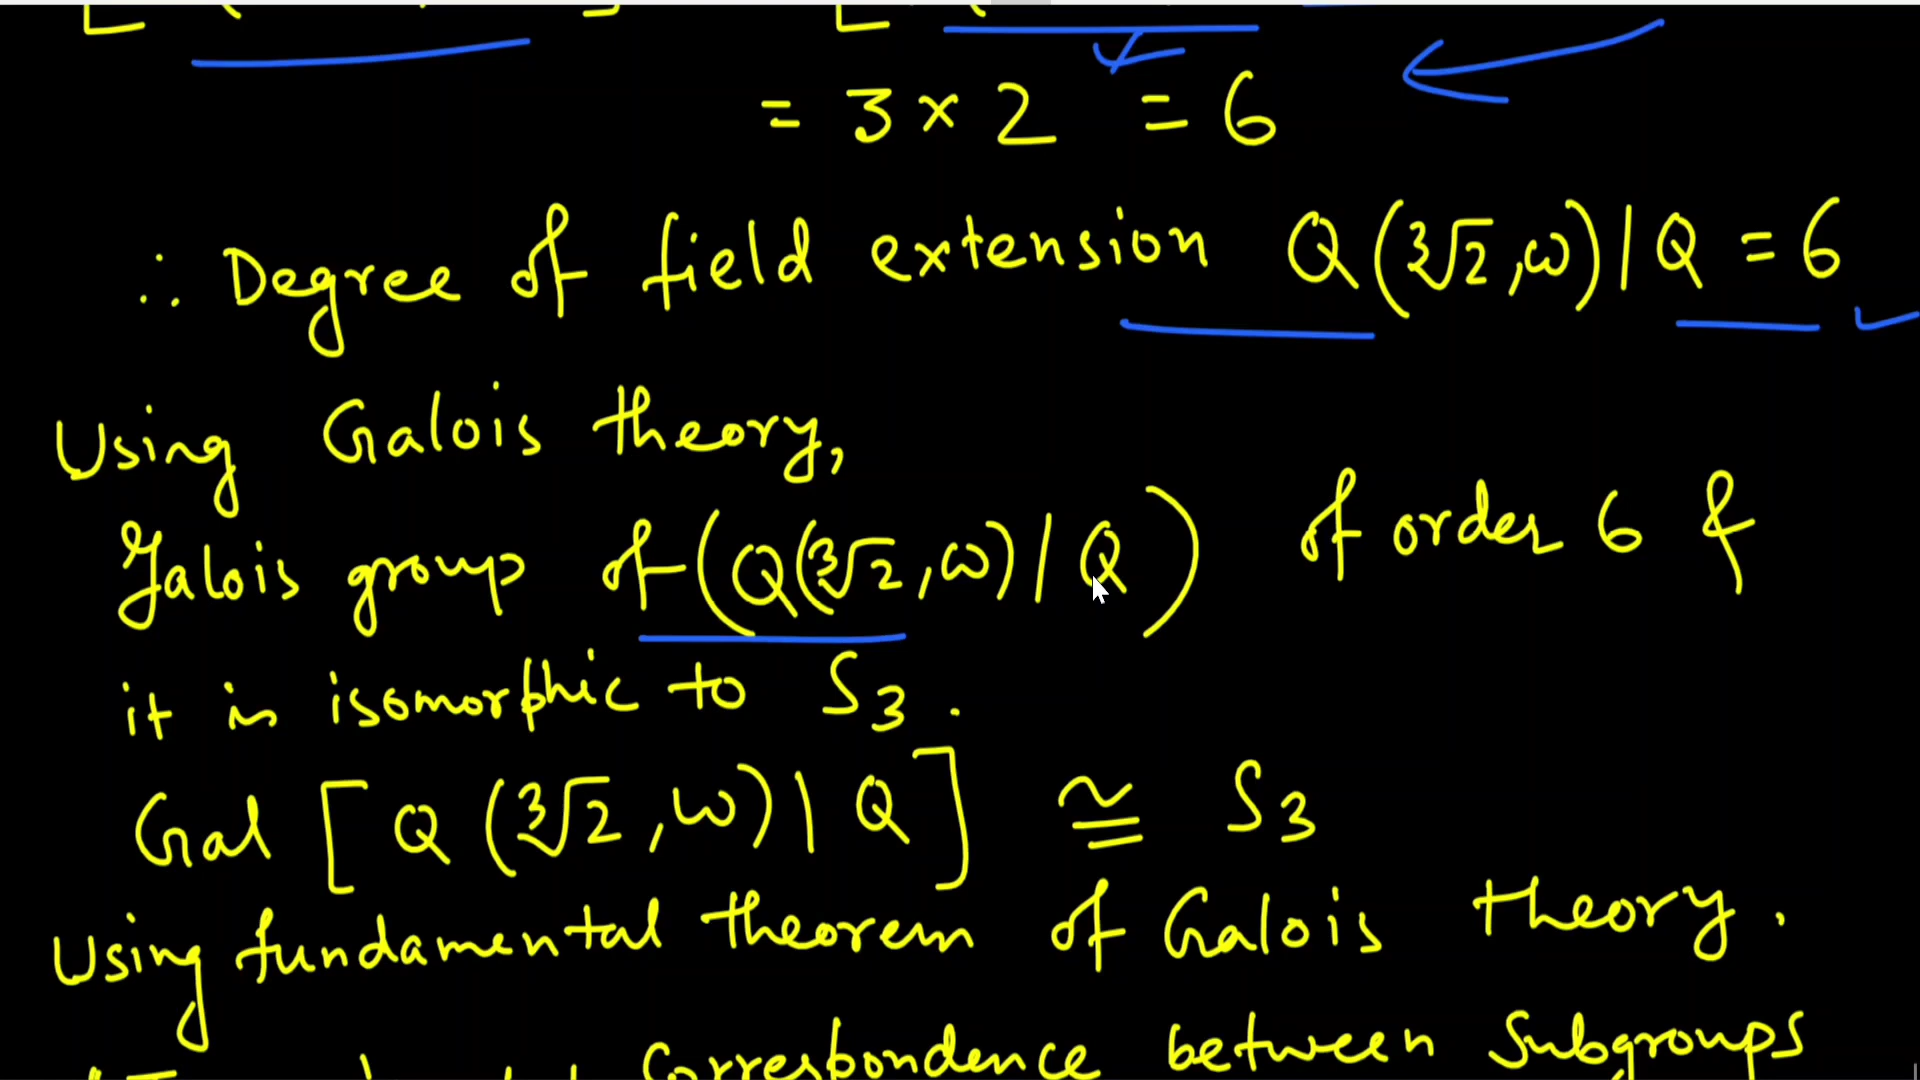 = 3 × 2 = 6
∴ Degree of field extension Q(∛2, ω) | Q = 6
Using Galois theory,
Galois group of (Q(∛2, ω) | Q) of order 6 &
it is isomorphic to S₃.
Gal [Q (∛2, ω) | Q] ≅ S₃
Using fundamental theorem of Galois theory.
Correspondence between Subgroups